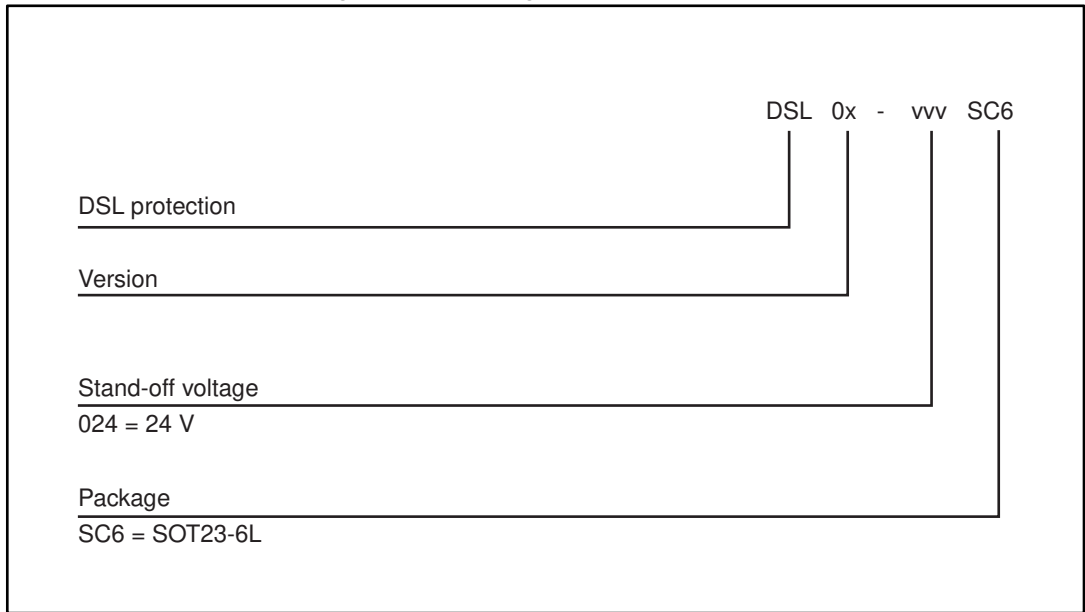 DSL 0x - vvv SC6
DSL protection
Version
Stand-off voltage
024 = 24 V
Package
SC6 = SOT23-6L